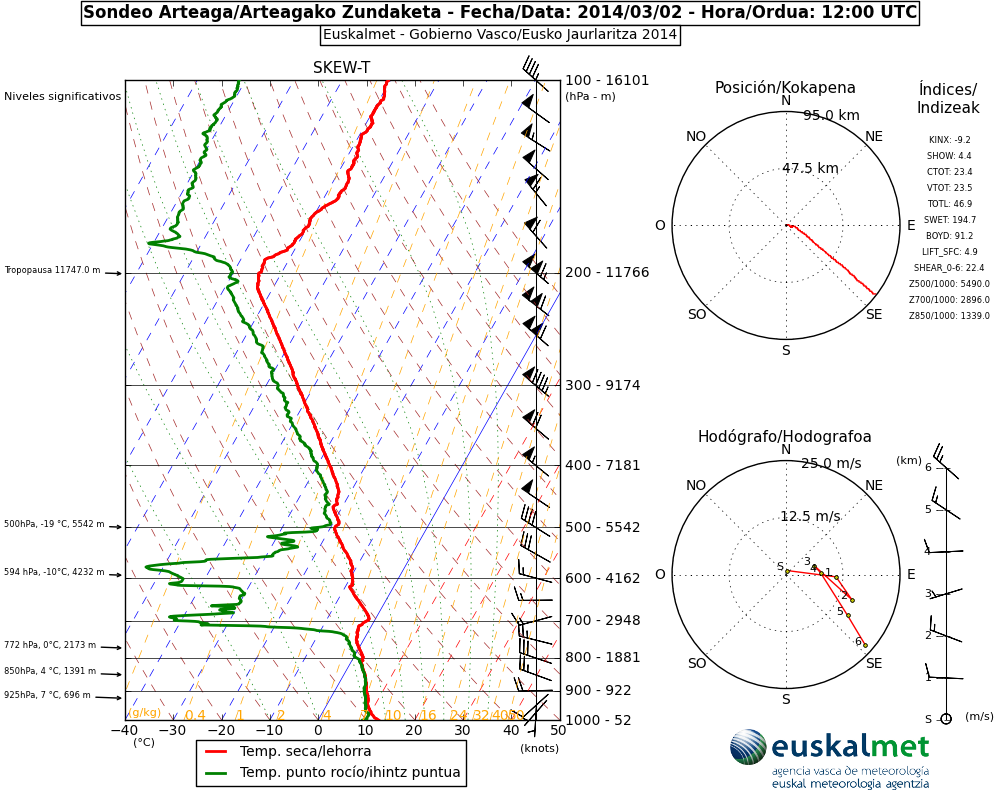 Sondeo Arteaga/Arteagako Zundaketa - Fecha/Data: 2014/03/02 - Hora/Ordua: 12:00 UTC
Euskalmet - Gobierno Vasco/Eusko Jaurlaritza 2014
SKEW-T
Niveles significativos
Tropopausa 11747.0 m
500hPa, -19 °C, 5542 m
594 hPa, -10°C, 4232 m
772 hPa, 0°C, 2173 m
850hPa, 4 °C, 1391 m
925hPa, 7 °C, 696 m
100 - 16101
(hPa - m)
200 - 11766
300 - 9174
400 - 7181
500 - 5542
600 - 4162
700 - 2948
800 - 1881
900 - 922
1000 - 52
(g/kg) 0.4 1 2 4 10 16 24 32
−40 −30 −20 −10 0 10 20 30 40 50
(°C)
(knots)
Temp. seca/lehorra
Temp. punto rocío/ihintz puntua
Posición/Kokapena
N
95.0 km
NO
NE
47.5 km
O
E
SO
SE
S
Índices/
Indizeak
KINX: -9.2
SHOW: 4.4
CTOT: 23.4
VTOT: 23.5
TOTL: 46.9
SWET: 194.7
BOYD: 91.2
LIFT_SFC: 4.9
SHEAR_0-6: 22.4
Z500/1000: 5490.0
Z700/1000: 2896.0
Z850/1000: 1339.0
Hodógrafo/Hodografoa
N
25.0 m/s
NO
NE
12.5 m/s
O
E
S
3
4
1
2
5
6
SO
SE
S
(km)
6
5
4
3
2
1
S
(m/s)
euskalmet
agencia vasca de meteorología
euskal meteorologia agentzia